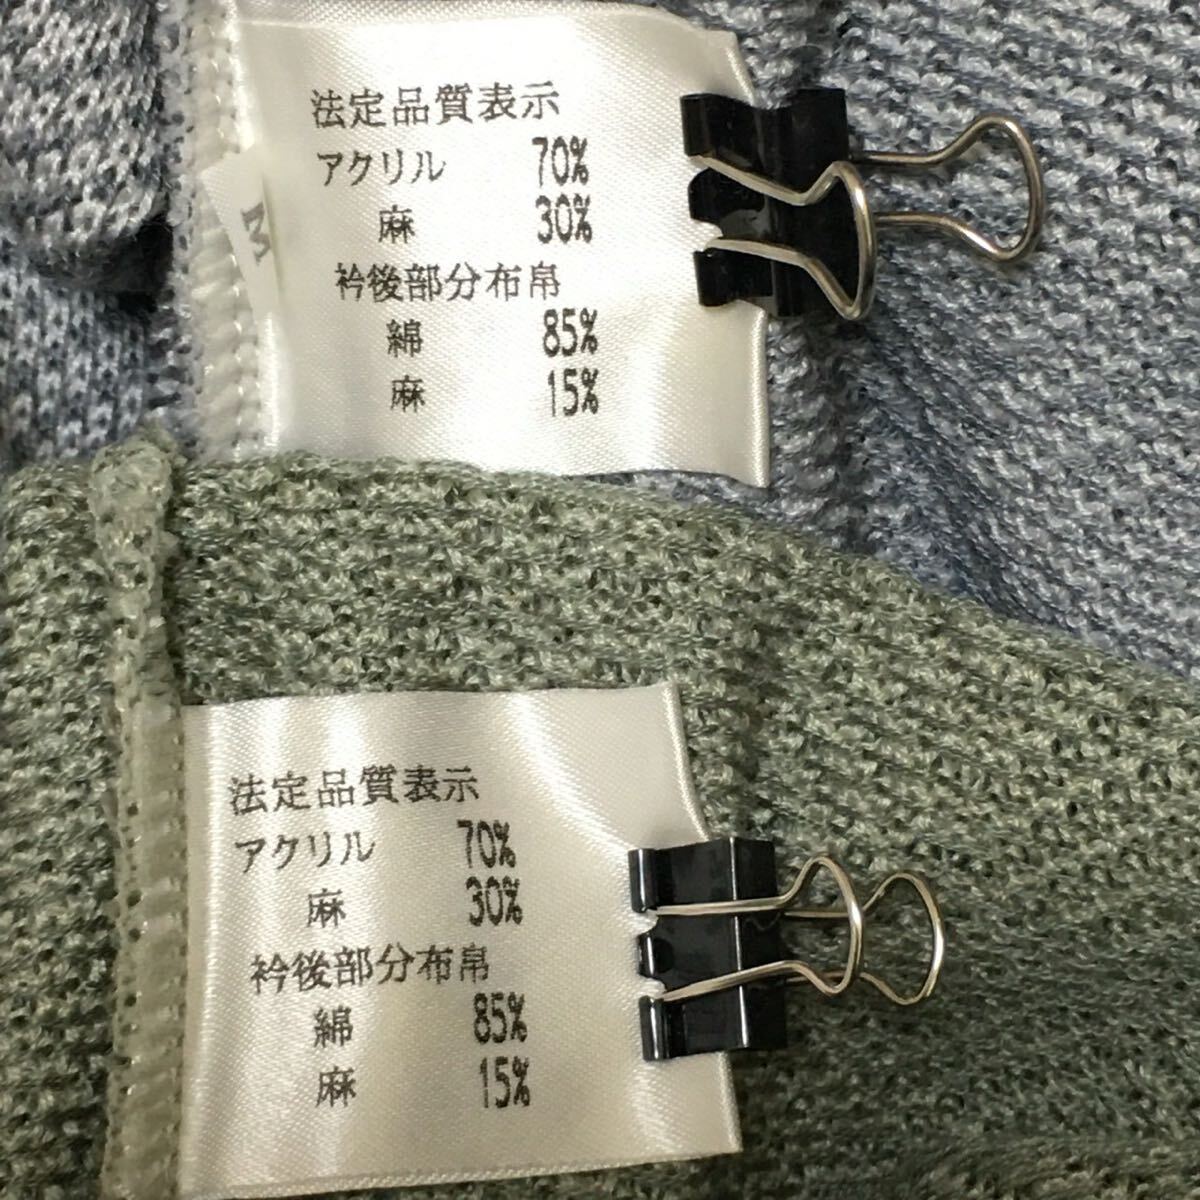 法定品質表示
アクリル 70%
麻 30%
衿後部分布帛
綿 85%
麻 15%
M
法定品質表示
アクリル 70%
麻 30%
衿後部分布帛
綿 85%
麻 15%